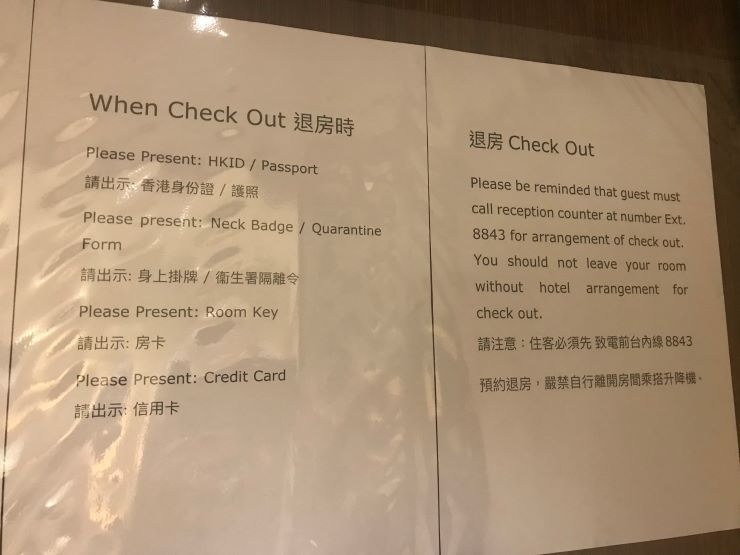 When Check Out 退房時
Please Present: HKID / Passport
請出示: 香港身份證 / 護照
Please present: Neck Badge / Quarantine
Form
請出示: 身上掛牌 / 衞生署隔離令
Please Present: Room Key
請出示: 房卡
Please Present: Credit Card
請出示: 信用卡
退房 Check Out
Please be reminded that guest must
call reception counter at number Ext.
8843 for arrangement of check out.
You should not leave your room
without hotel arrangement for
check out.
請注意：住客必須先 致電前台內線 8843
預約退房，嚴禁自行離開房間乘搭升降機。